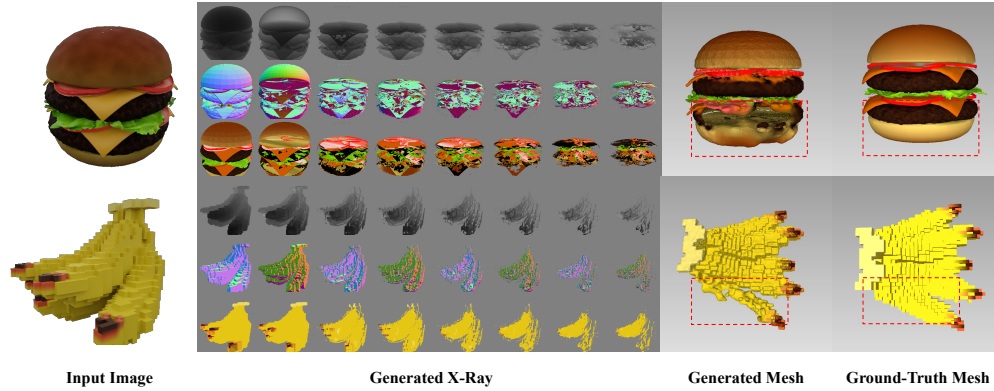 Input Image
Generated X-Ray
Generated Mesh
Ground-Truth Mesh